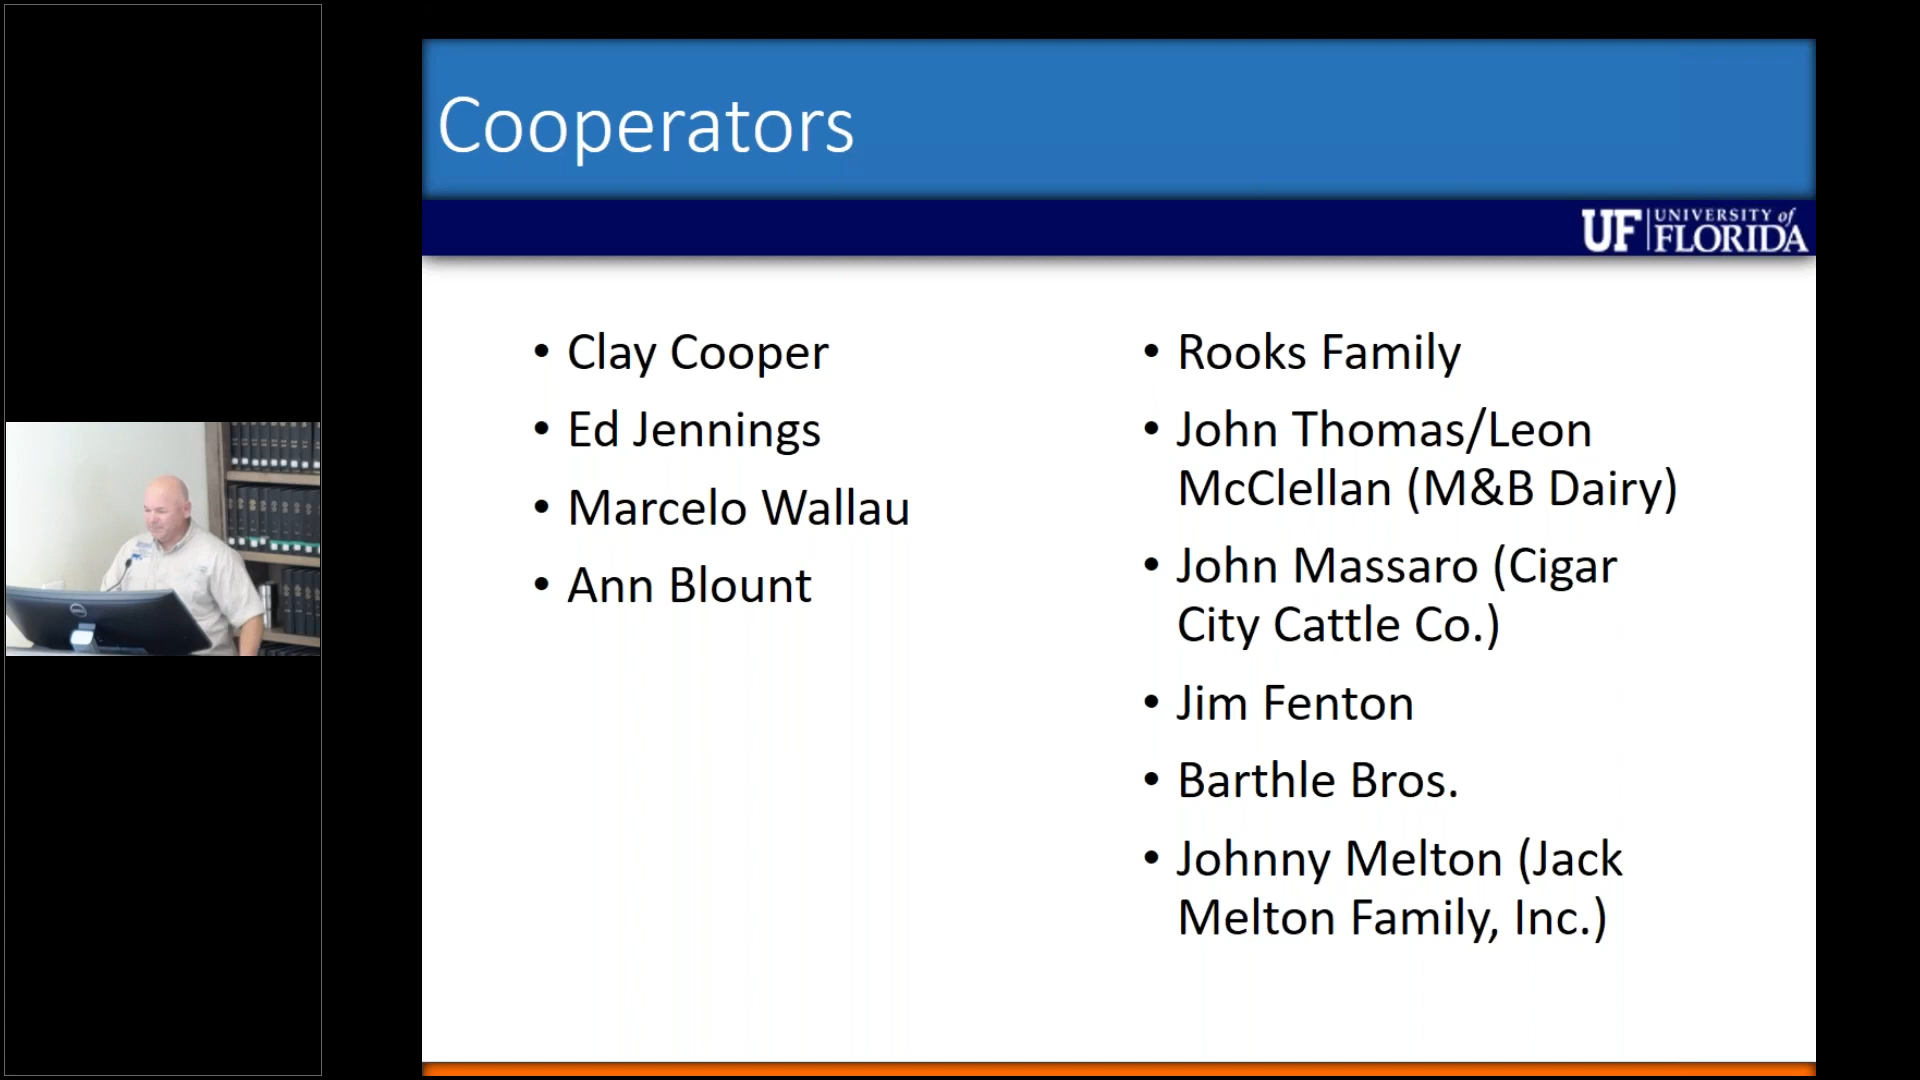 Cooperators
UF UNIVERSITY of
FLORIDA
• Clay Cooper
• Ed Jennings
• Marcelo Wallau
• Ann Blount
• Rooks Family
• John Thomas/Leon
McClellan (M&B Dairy)
• John Massaro (Cigar
City Cattle Co.)
• Jim Fenton
• Barthle Bros.
• Johnny Melton (Jack
Melton Family, Inc.)
DELL